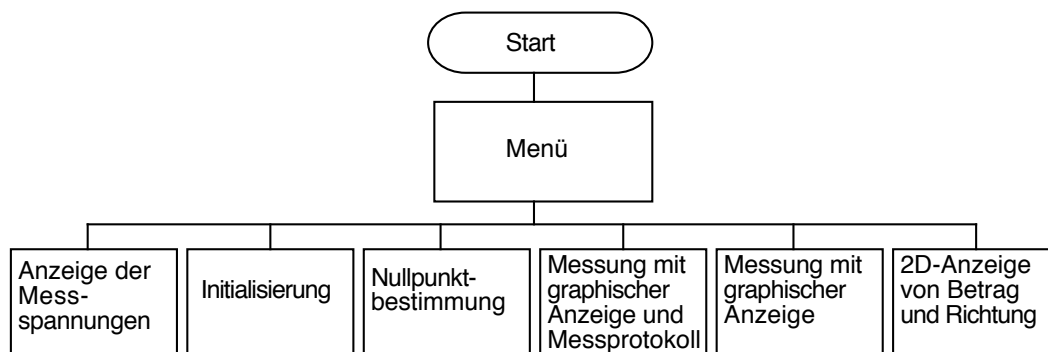 Start
Menü
Anzeige der
Mess-
spannungen
Initialisierung
Nullpunkt-
bestimmung
Messung mit
graphischer
Anzeige und
Messprotokoll
Messung mit
graphischer
Anzeige
2D-Anzeige
von Betrag
und Richtung